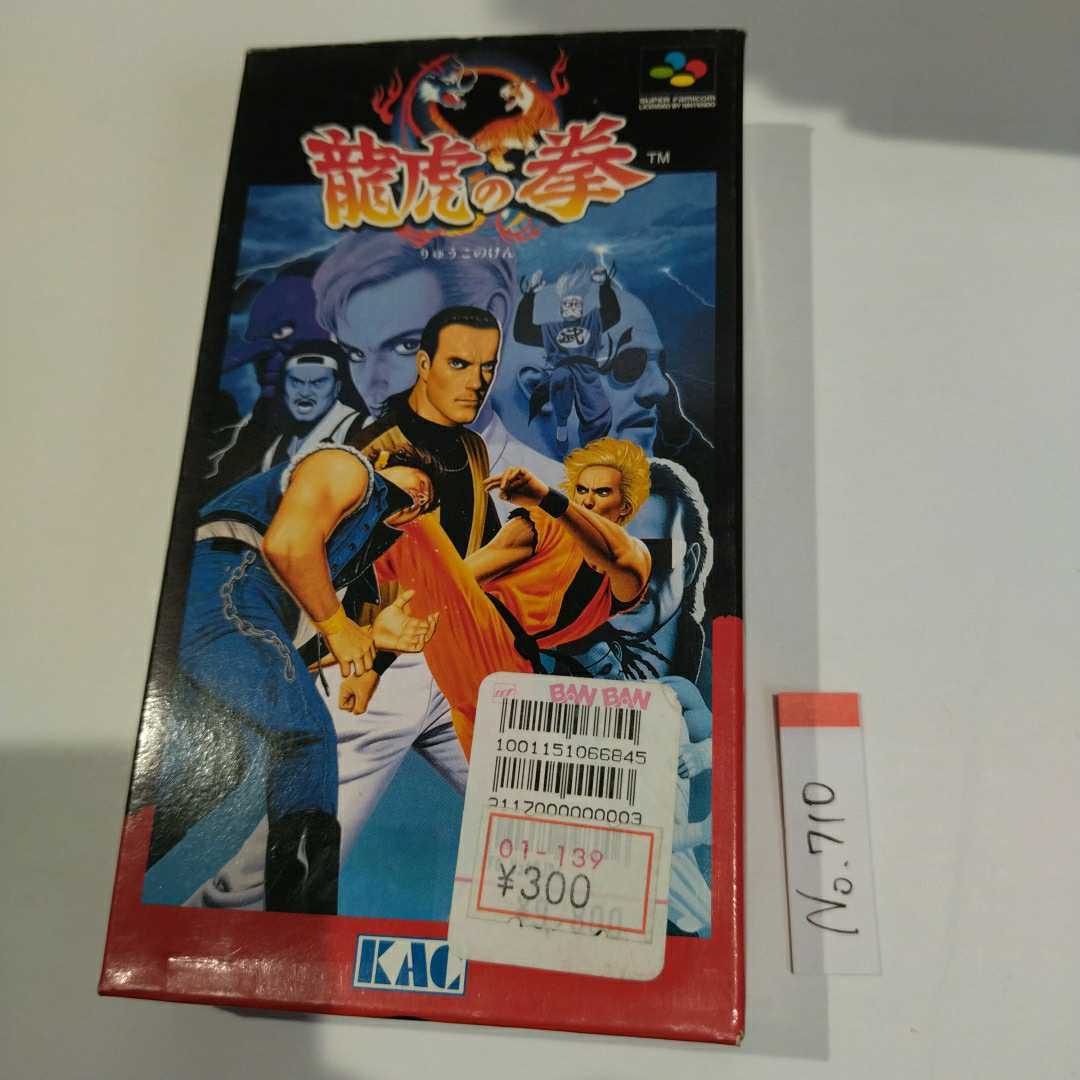 SUPER FAMICOM
LICENSED BY NINTENDO
龍虎の拳
TM
りゅうこのけん
武
BAN BAN
1001151066845
2117000000003
01-139
¥300
KAC
No.710